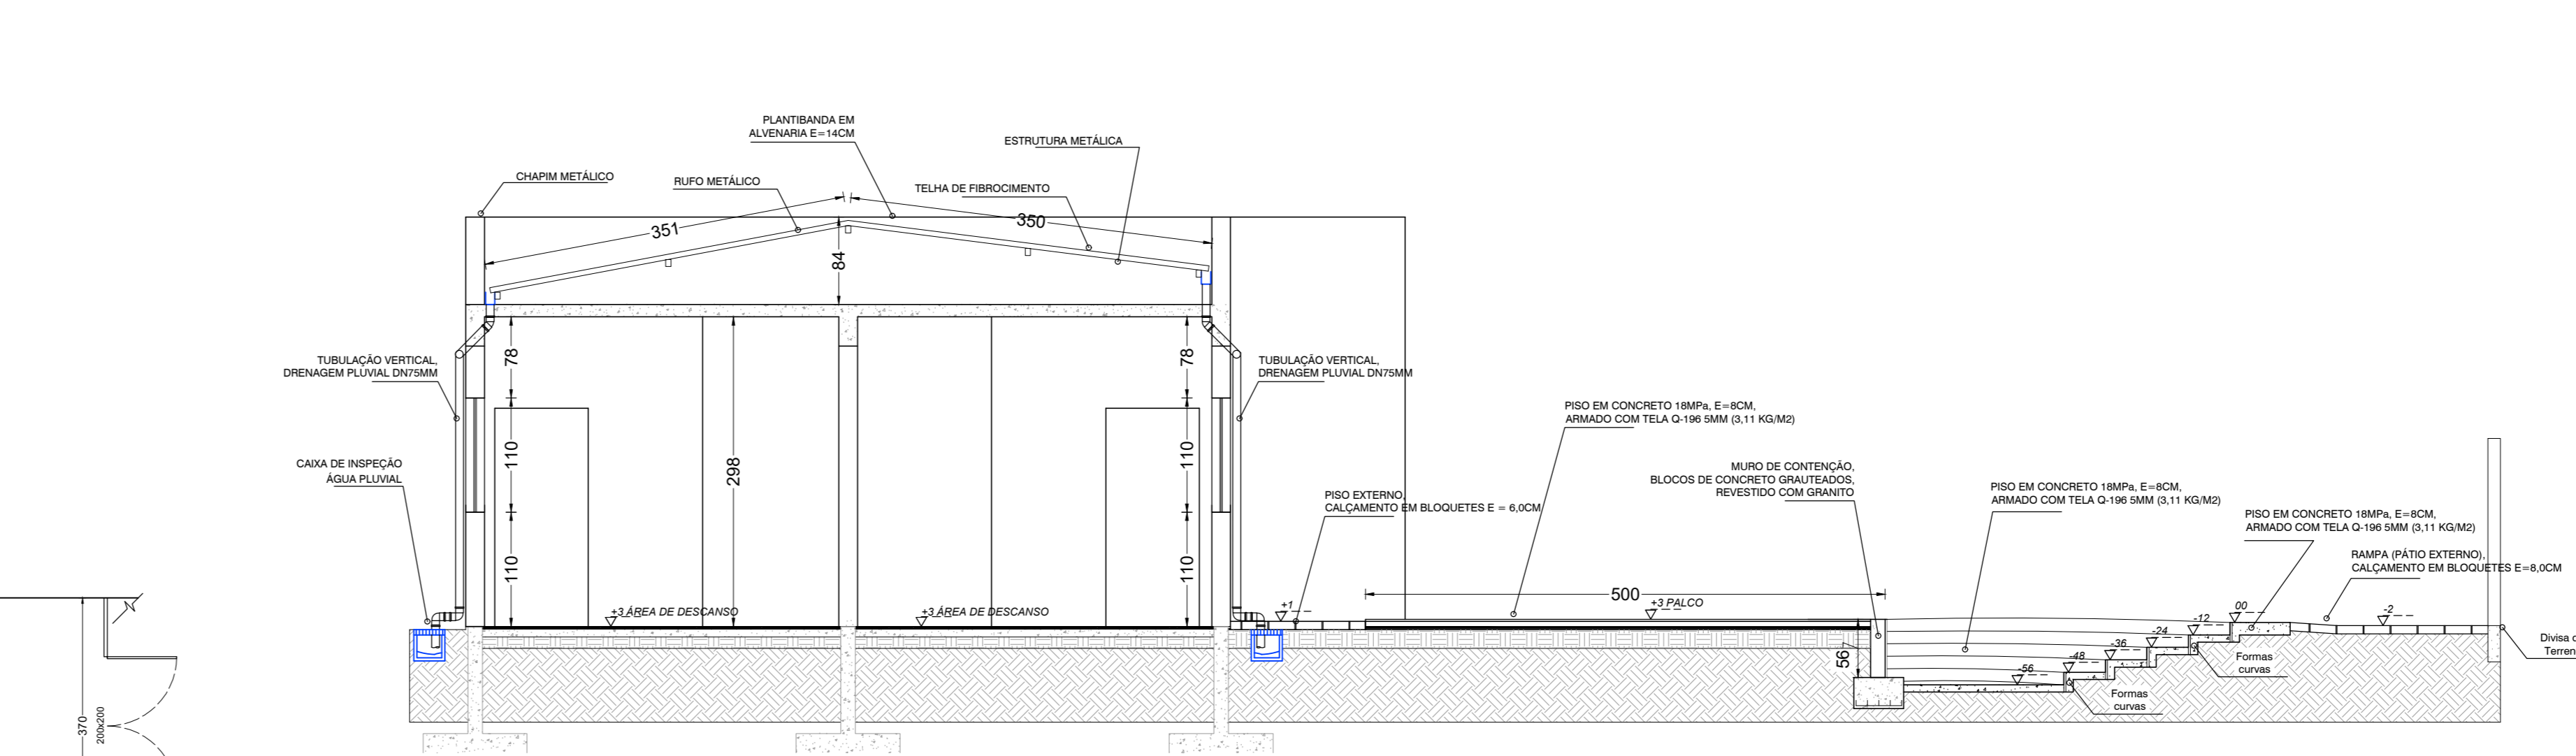 PLANTIBANDA EM
ALVENARIA E=14CM
ESTRUTURA METÁLICA
CHAPIM METÁLICO
RUFO METÁLICO
TELHA DE FIBROCIMENTO
351
350
84
TUBULAÇÃO VERTICAL,
DRENAGEM PLUVIAL DN75MM
78
110
110
298
78
110
110
TUBULAÇÃO VERTICAL,
DRENAGEM PLUVIAL DN75MM
CAIXA DE INSPEÇÃO
ÁGUA PLUVIAL
+3 ÁREA DE DESCANSO
+3 ÁREA DE DESCANSO
PISO EM CONCRETO 18MPa, E=8CM,
ARMADO COM TELA Q-196 5MM (3,11 KG/M2)
MURO DE CONTENÇÃO,
BLOCOS DE CONCRETO GRAUTEADOS,
REVESTIDO COM GRANITO
PISO EXTERNO,
CALÇAMENTO EM BLOQUETES E = 6,0CM
PISO EM CONCRETO 18MPa, E=8CM,
ARMADO COM TELA Q-196 5MM (3,11 KG/M2)
PISO EM CONCRETO 18MPa, E=8CM,
ARMADO COM TELA Q-196 5MM (3,11 KG/M2)
RAMPA (PÁTIO EXTERNO),
CALÇAMENTO EM BLOQUETES E=8,0CM
+1
500
+3 PALCO
56
-56
-48
-36
-24
-12
00
-2
Formas
curvas
Formas
curvas
Divisa
Terren
370
200x200